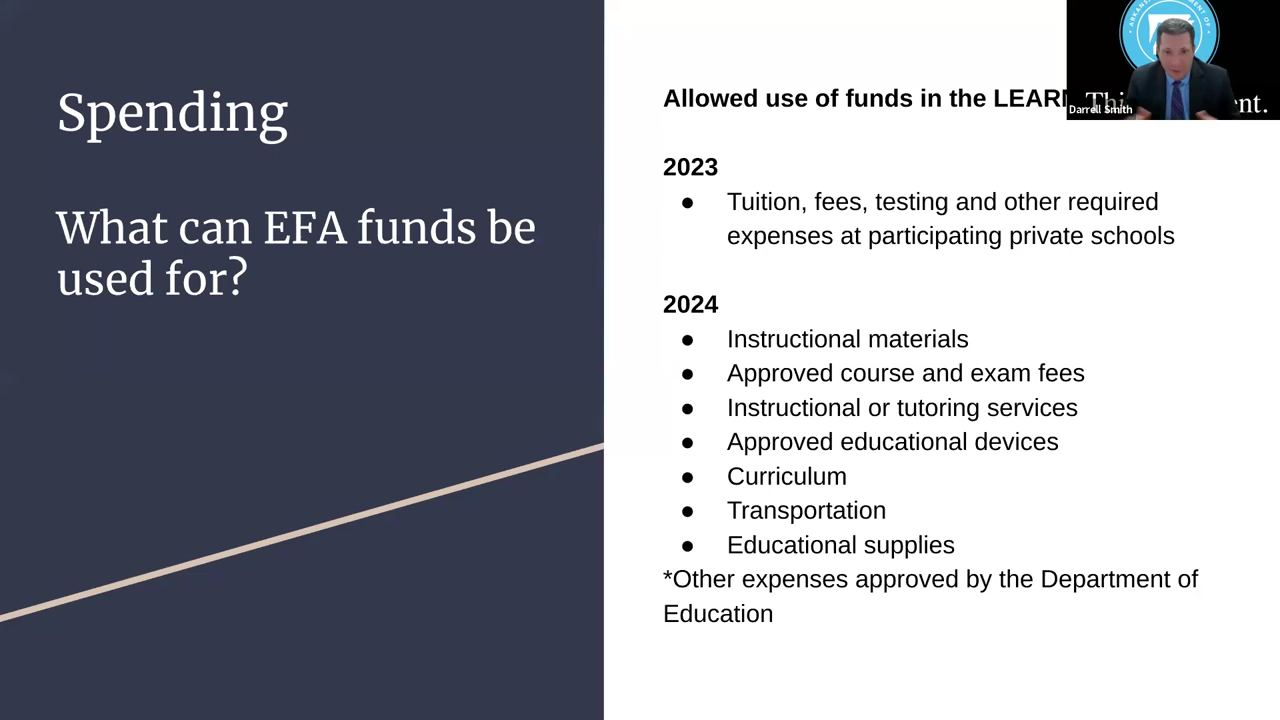 Spending
What can EFA funds be
used for?
Allowed use of funds in the
2023
● Tuition, fees, testing and other required
expenses at participating private schools
2024
● Instructional materials
● Approved course and exam fees
● Instructional or tutoring services
● Approved educational devices
● Curriculum
● Transportation
● Educational supplies
*Other expenses approved by the Department of
Education
Darrell Smith